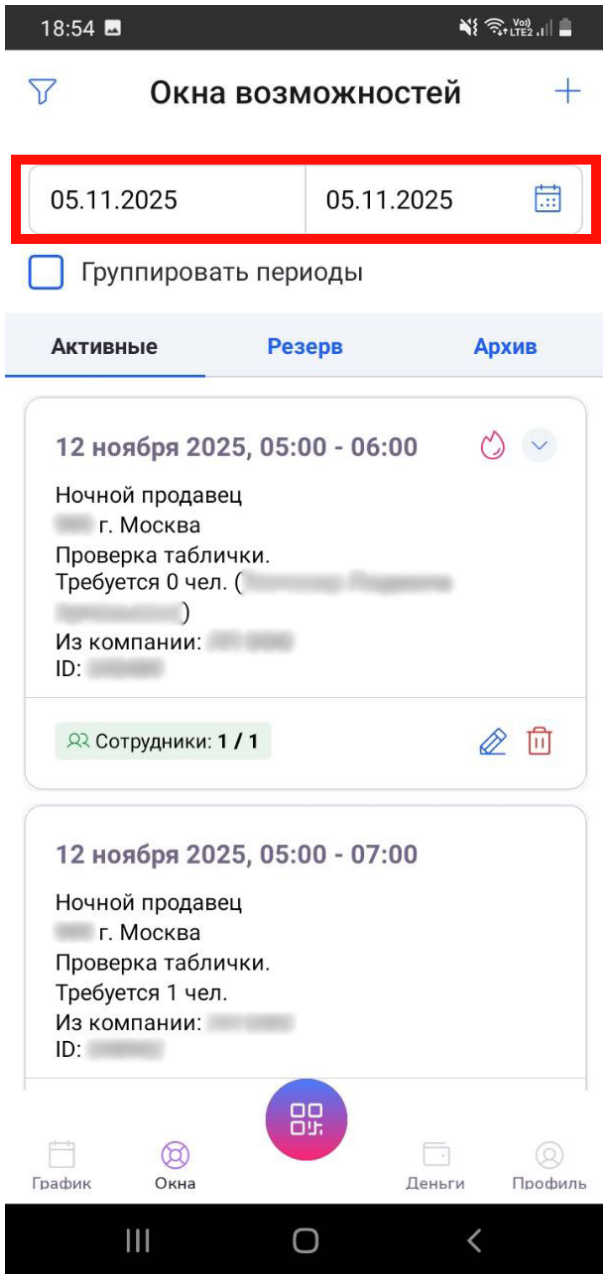 18:54
Vo)) LTE2
Окна возможностей
05.11.2025 05.11.2025
Группировать периоды
Активные Резерв Архив
12 ноября 2025, 05:00 - 06:00
Ночной продавец
г. Москва
Проверка таблички.
Требуется 0 чел. (
)
Из компании:
ID:
Сотрудники: 1 / 1
12 ноября 2025, 05:00 - 07:00
Ночной продавец
г. Москва
Проверка таблички.
Требуется 1 чел.
Из компании:
ID:
График Окна Деньги Профиль